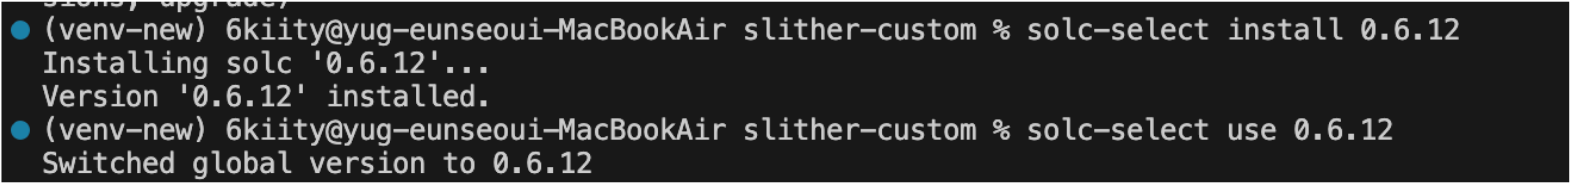 sions, upgrade)
(venv-new) 6kiity@yug-eunseoui-MacBookAir slither-custom % solc-select install 0.6.12
Installing solc '0.6.12'...
Version '0.6.12' installed.
(venv-new) 6kiity@yug-eunseoui-MacBookAir slither-custom % solc-select use 0.6.12
Switched global version to 0.6.12